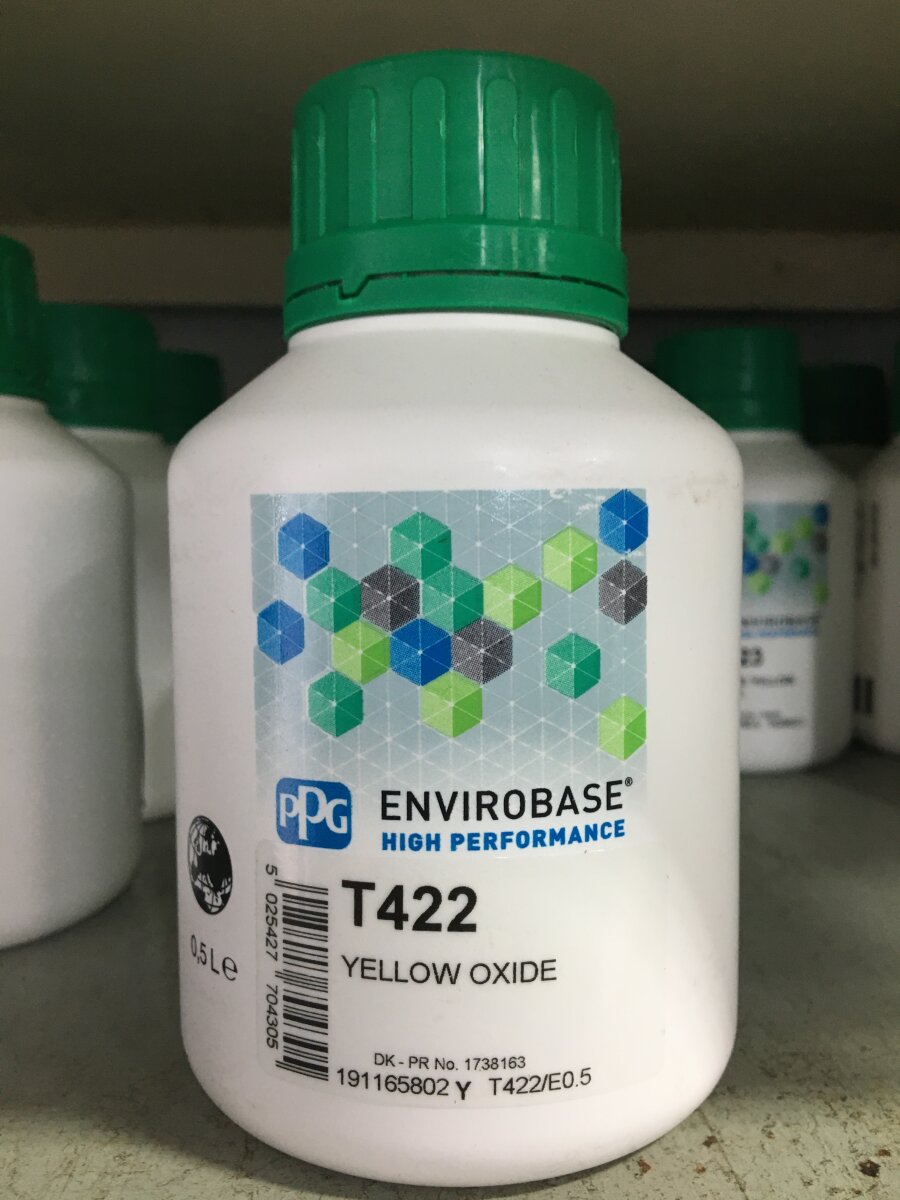 PPG
ENVIROBASE®
HIGH PERFORMANCE
T422
YELLOW OXIDE
0,5 L e
5 025427 704305
DK - PR No. 1738163
191165802 Y T422/E0.5
ENVIROBASE